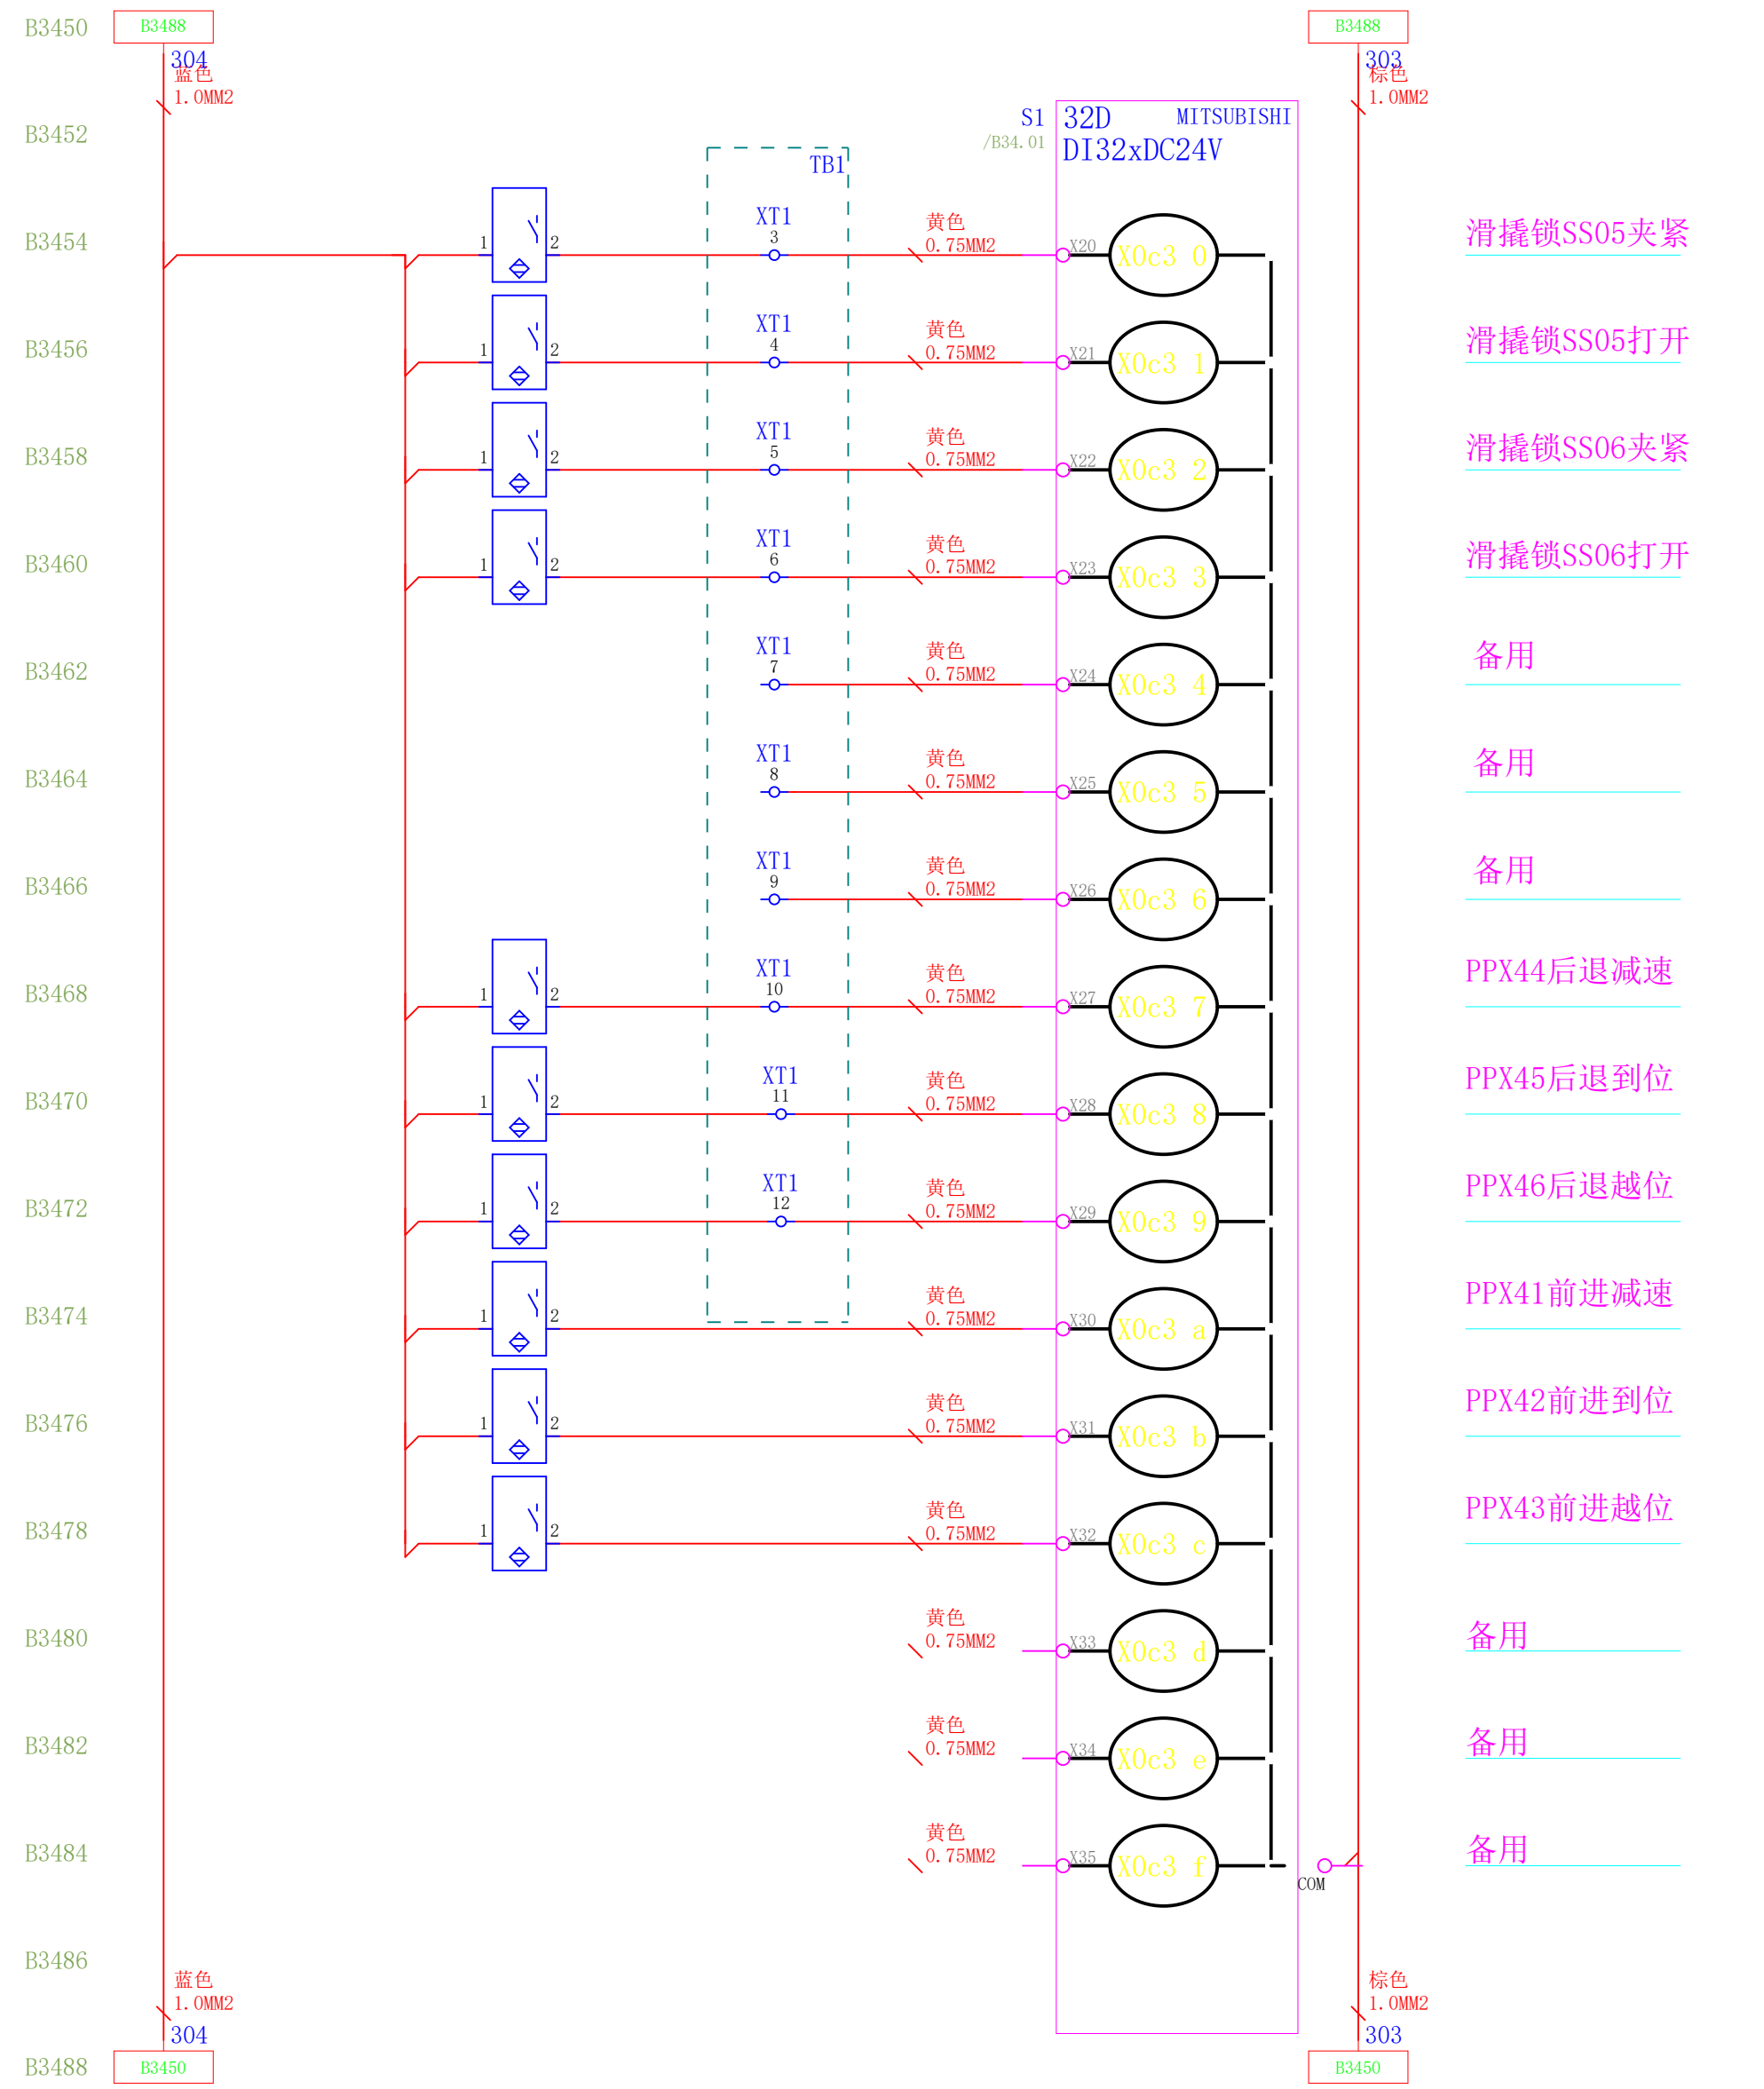 B3450
B3488
B3488
304
303
蓝色
1.0MM2
棕色
1.0MM2
B3452
S1
/B34.01
32D
MITSUBISHI
DI32xDC24V
TB1
B3454
1
2
XT1
3
黄色
0.75MM2
X20
X0c3 0
滑撬锁SS05夹紧
B3456
1
2
XT1
4
黄色
0.75MM2
X21
X0c3 1
滑撬锁SS05打开
B3458
1
2
XT1
5
黄色
0.75MM2
X22
X0c3 2
滑撬锁SS06夹紧
B3460
1
2
XT1
6
黄色
0.75MM2
X23
X0c3 3
滑撬锁SS06打开
B3462
XT1
7
黄色
0.75MM2
X24
X0c3 4
备用
B3464
XT1
8
黄色
0.75MM2
X25
X0c3 5
备用
B3466
XT1
9
黄色
0.75MM2
X26
X0c3 6
备用
B3468
1
2
XT1
10
黄色
0.75MM2
X27
X0c3 7
PPX44后退减速
B3470
1
2
XT1
11
黄色
0.75MM2
X28
X0c3 8
PPX45后退到位
B3472
1
2
XT1
12
黄色
0.75MM2
X29
X0c3 9
PPX46后退越位
B3474
1
2
黄色
0.75MM2
X30
X0c3 a
PPX41前进减速
B3476
1
2
黄色
0.75MM2
X31
X0c3 b
PPX42前进到位
B3478
1
2
黄色
0.75MM2
X32
X0c3 c
PPX43前进越位
B3480
黄色
0.75MM2
X33
X0c3 d
备用
B3482
黄色
0.75MM2
X34
X0c3 e
备用
B3484
黄色
0.75MM2
X35
X0c3 f
COM
备用
B3486
蓝色
1.0MM2
棕色
1.0MM2
304
303
B3488
B3450
B3450